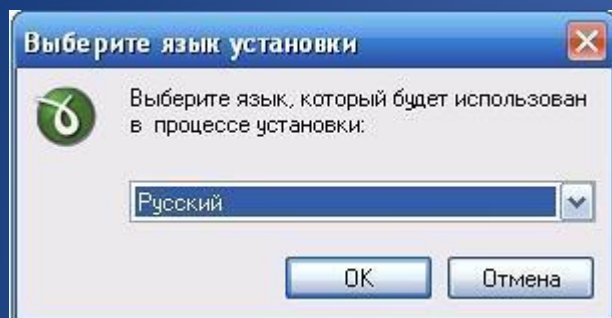 Выберите язык установки
Выберите язык, который будет использован
в процессе установки:
Русский
OK
Отмена